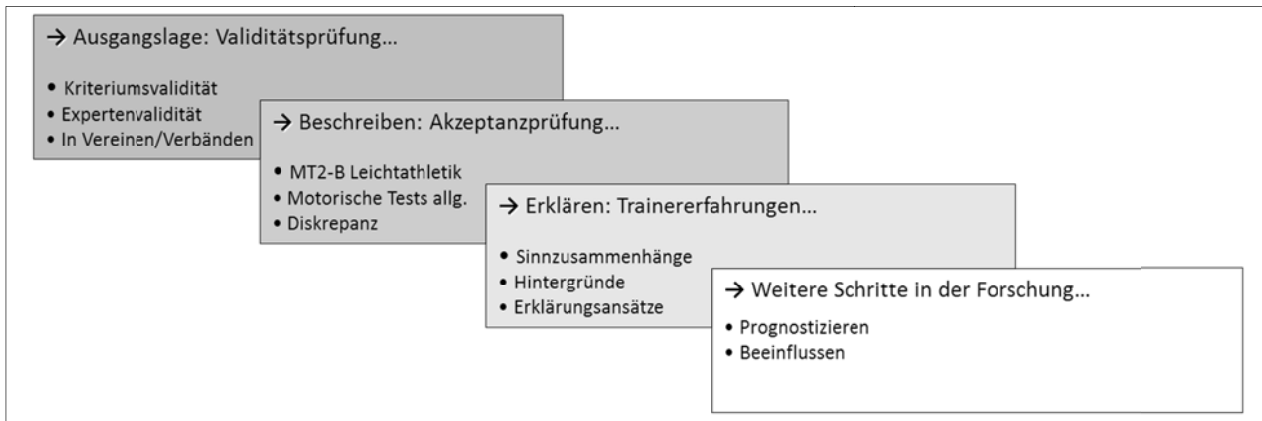 → Ausgangslage: Validitätsprüfung...
• Kriteriumsvalidität
• Expertenvalidität
• In Vereinen/Verbänden
→ Beschreiben: Akzeptanzprüfung...
• MT2-B Leichtathletik
• Motorische Tests allg.
• Diskrepanz
→ Erklären: Trainererfahrungen...
• Sinnzusammenhänge
• Hintergründe
• Erklärungsansätze
→ Weitere Schritte in der Forschung...
• Prognostizieren
• Beeinflussen